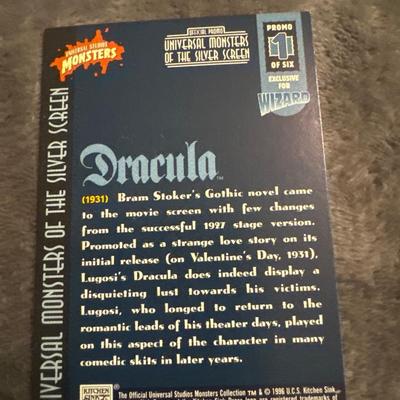 UNIVERSAL STUDIOS
MONSTERS
OFFICIAL PROMO
UNIVERSAL MONSTERS
OF THE SILVER SCREEN
PROMO
1
OF SIX
EXCLUSIVE
FOR
WIZARD
MONSTERS OF THE SILVER SCREEN
Dracula™
(1931) Bram Stoker's Gothic novel came
to the movie screen with few changes
from the successful 1927 stage version.
Promoted as a strange love story on its
initial release (on Valentine's Day, 1931),
Lugosi's Dracula does indeed display a
disquieting lust towards his victims.
Lugosi, who longed to return to the
romantic leads of his theater days, played
on this aspect of the character in many
comedic skits in later years.
KITCHEN
SINK
The Official Universal Studios Monsters Collection ™ & © 1996 U.C.S. Kitchen Sink
are registered trademarks of